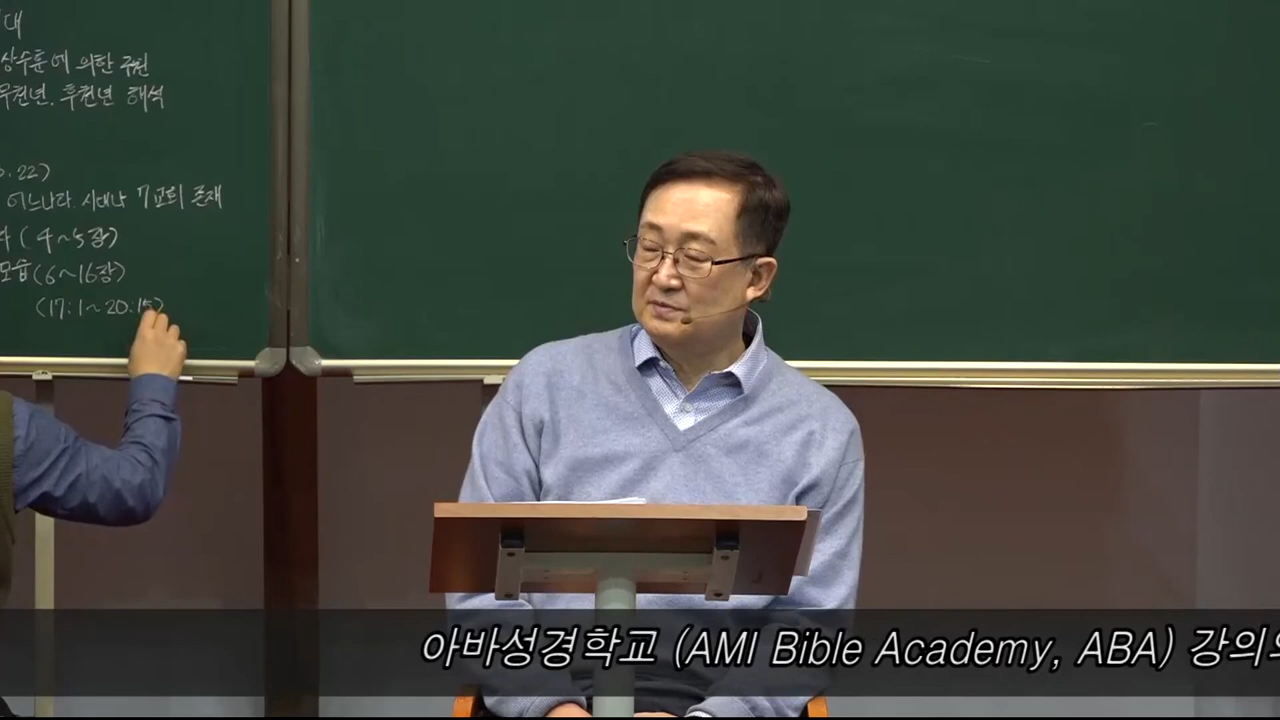 대
상수훈에 의한 구원
무천년. 후천년 해석
.22)
어느나라. 시대나 7교회 존재
(4~5장)
모습(6~16장)
(17:1~20:15)
아바성경학교 (AMI Bible Academy, ABA) 강의